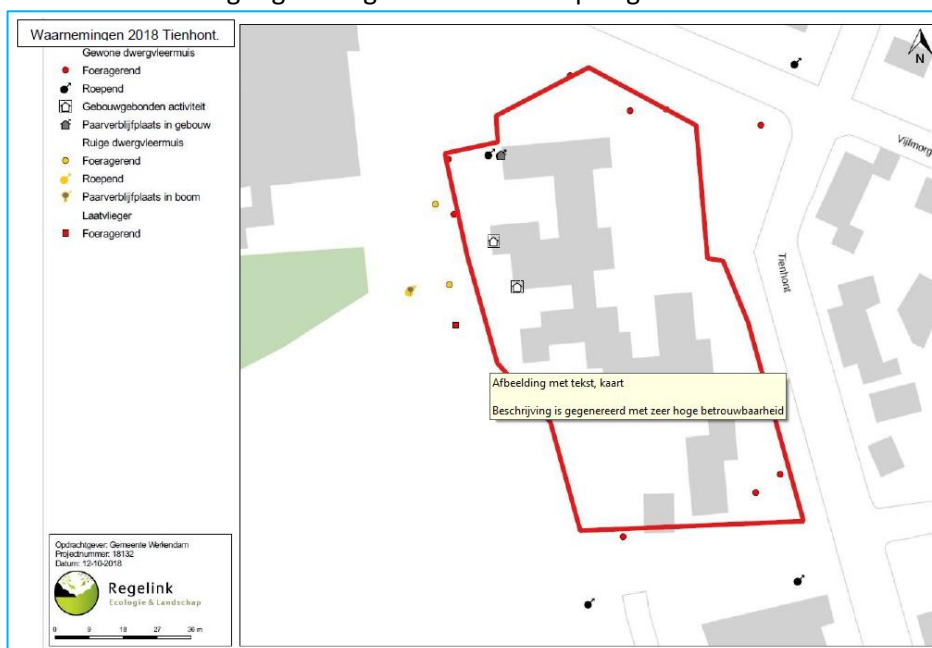 Waarnemingen 2018 Tienhont.
Gewone dwergvleermuis
Foeragerend
Roepend
Gebouwgebonden activiteit
Paarverblijfplaats in gebouw
Ruige dwergvleermuis
Foeragerend
Roepend
Paarverblijfplaats in boom
Laatvlieger
Foeragerend
N
Vijfmorg
Tienhont
Afbeelding met tekst, kaart
Beschrijving is gegenereerd met zeer hoge betrouwbaarheid
Opdrachtgever: Gemeente Werkendam
Projectnummer: 18132
Datum: 12-10-2018
Regelink
Ecologie & Landschap
0 9 18 27 36 m